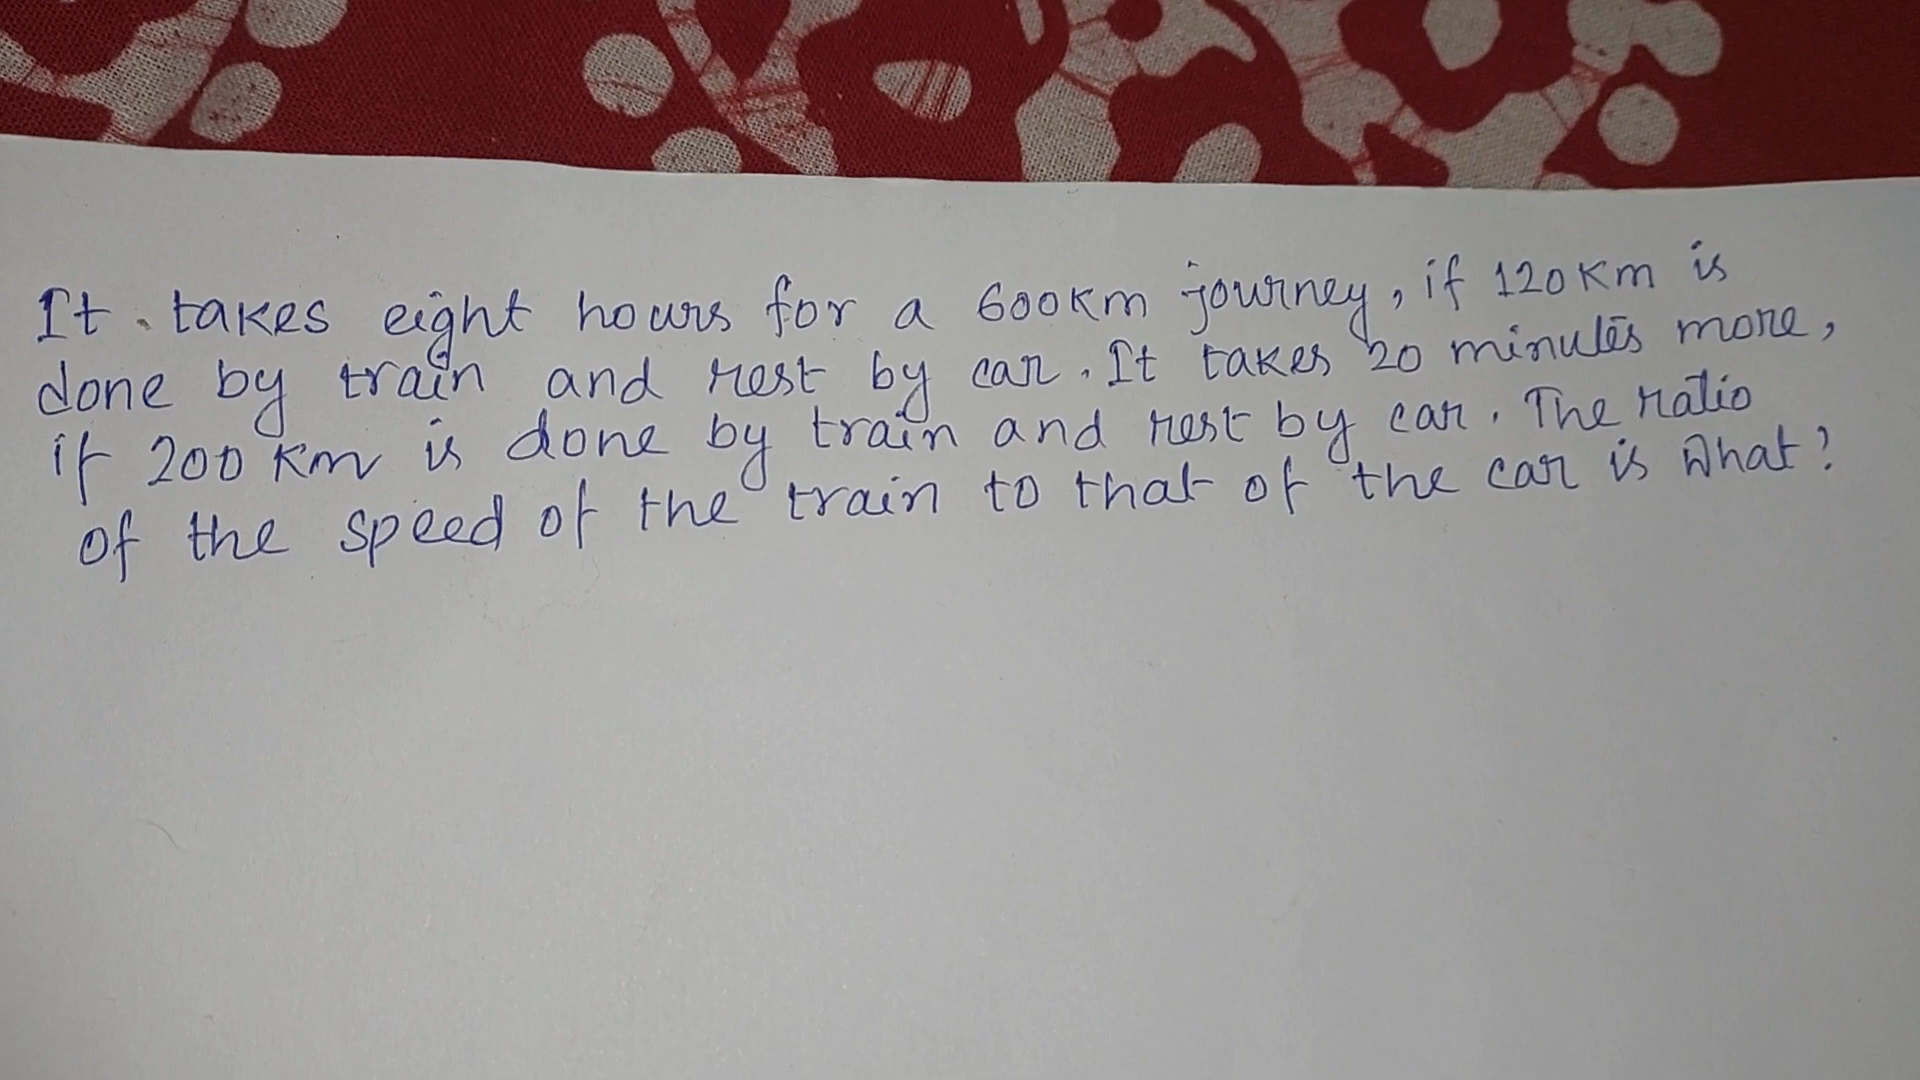 It takes eight hours for a 600km journey, if 120km is
done by train and rest by car. It takes 20 minutes more,
if 200 km is done by train and rest by car. The ratio
of the speed of the train to that of the car is What?